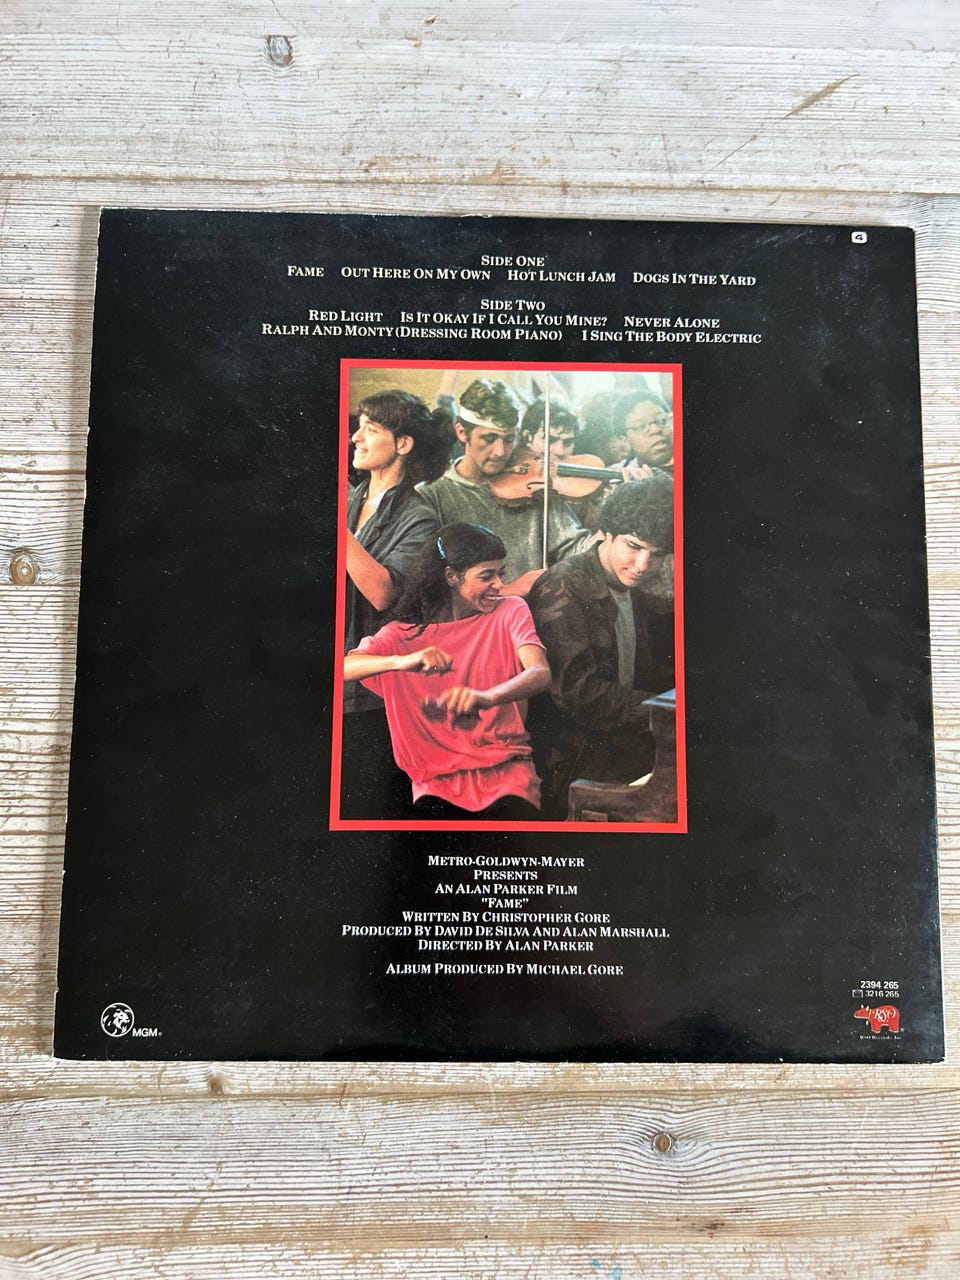 4
SIDE ONE
FAME OUT HERE ON MY OWN HOT LUNCH JAM DOGS IN THE YARD
SIDE TWO
RED LIGHT IS IT OKAY IF I CALL YOU MINE? NEVER ALONE
RALPH AND MONTY (DRESSING ROOM PIANO) I SING THE BODY ELECTRIC
METRO-GOLDWYN-MAYER
PRESENTS
AN ALAN PARKER FILM
"FAME"
WRITTEN BY CHRISTOPHER GORE
PRODUCED BY DAVID DE SILVA AND ALAN MARSHALL
DIRECTED BY ALAN PARKER
ALBUM PRODUCED BY MICHAEL GORE
2394 265
3216 265
RSO
RSO Records, Inc
MGM